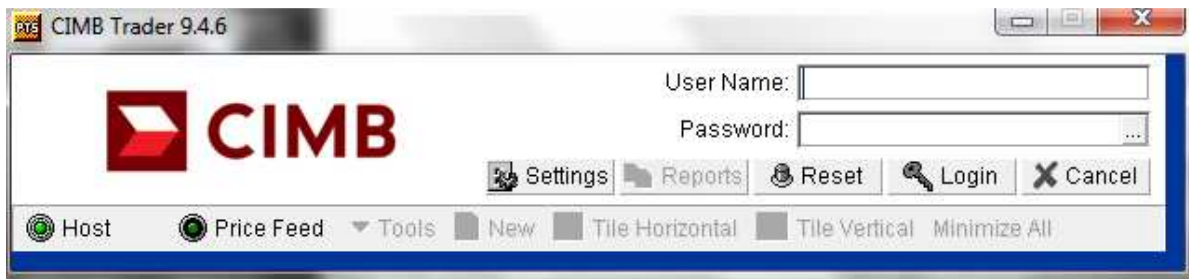 PTS CIMB Trader 9.4.6
CIMB
User Name:
Password: ...
Settings Reports Reset Login Cancel
Host Price Feed Tools New Tile Horizontal Tile Vertical Minimize All